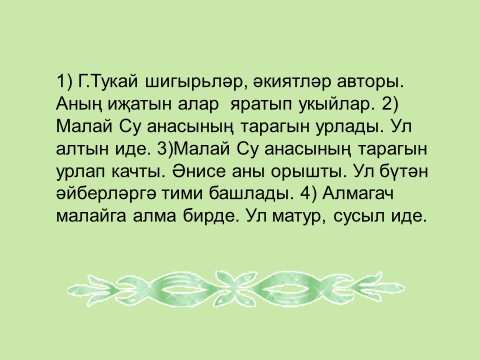 1) Г.Тукай шигырьләр, әкиятләр авторы.
Аның иҗатын алар  яратып укыйлар. 2)
Малай Су анасының тарагын урлады. Ул
алтын иде. 3)Малай Су анасының тарагын
урлап качты. Әнисе аны орышты. Ул бүтән
әйберләргә тими башлады. 4) Алмагач
малайга алма бирде. Ул матур, сусыл иде.